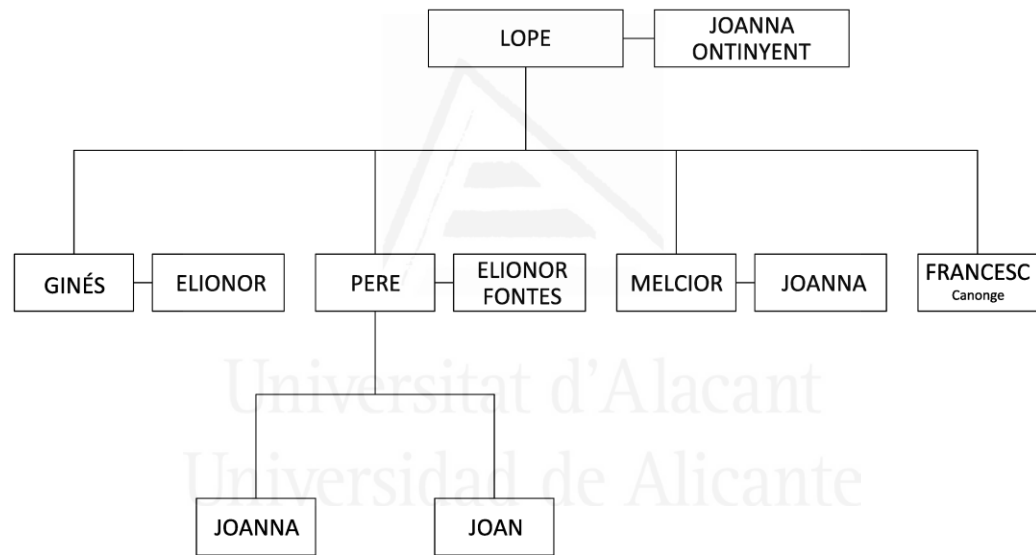 LOPE
JOANNA
ONTINYENT
GINÉS
ELIONOR
PERE
ELIONOR
FONTES
MELCIOR
JOANNA
FRANCESC
Canonge
Universitat d'Alacant
Universidad de Alicante
JOANNA
JOAN